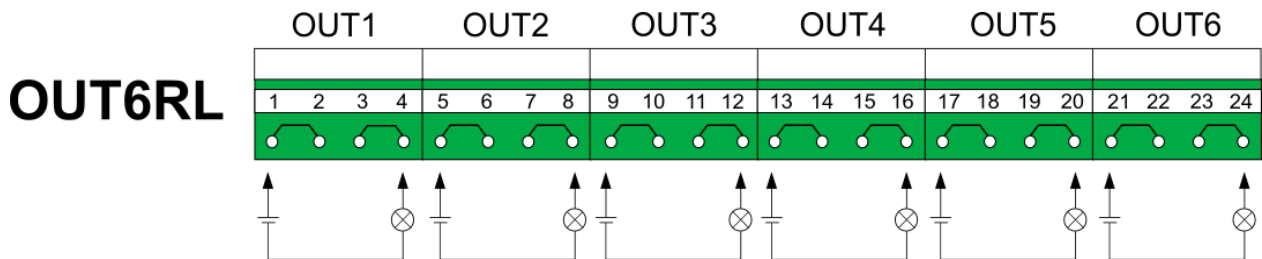 OUT1 OUT2 OUT3 OUT4 OUT5 OUT6
OUT6RL
1 2 3 4 5 6 7 8 9 10 11 12 13 14 15 16 17 18 19 20 21 22 23 24